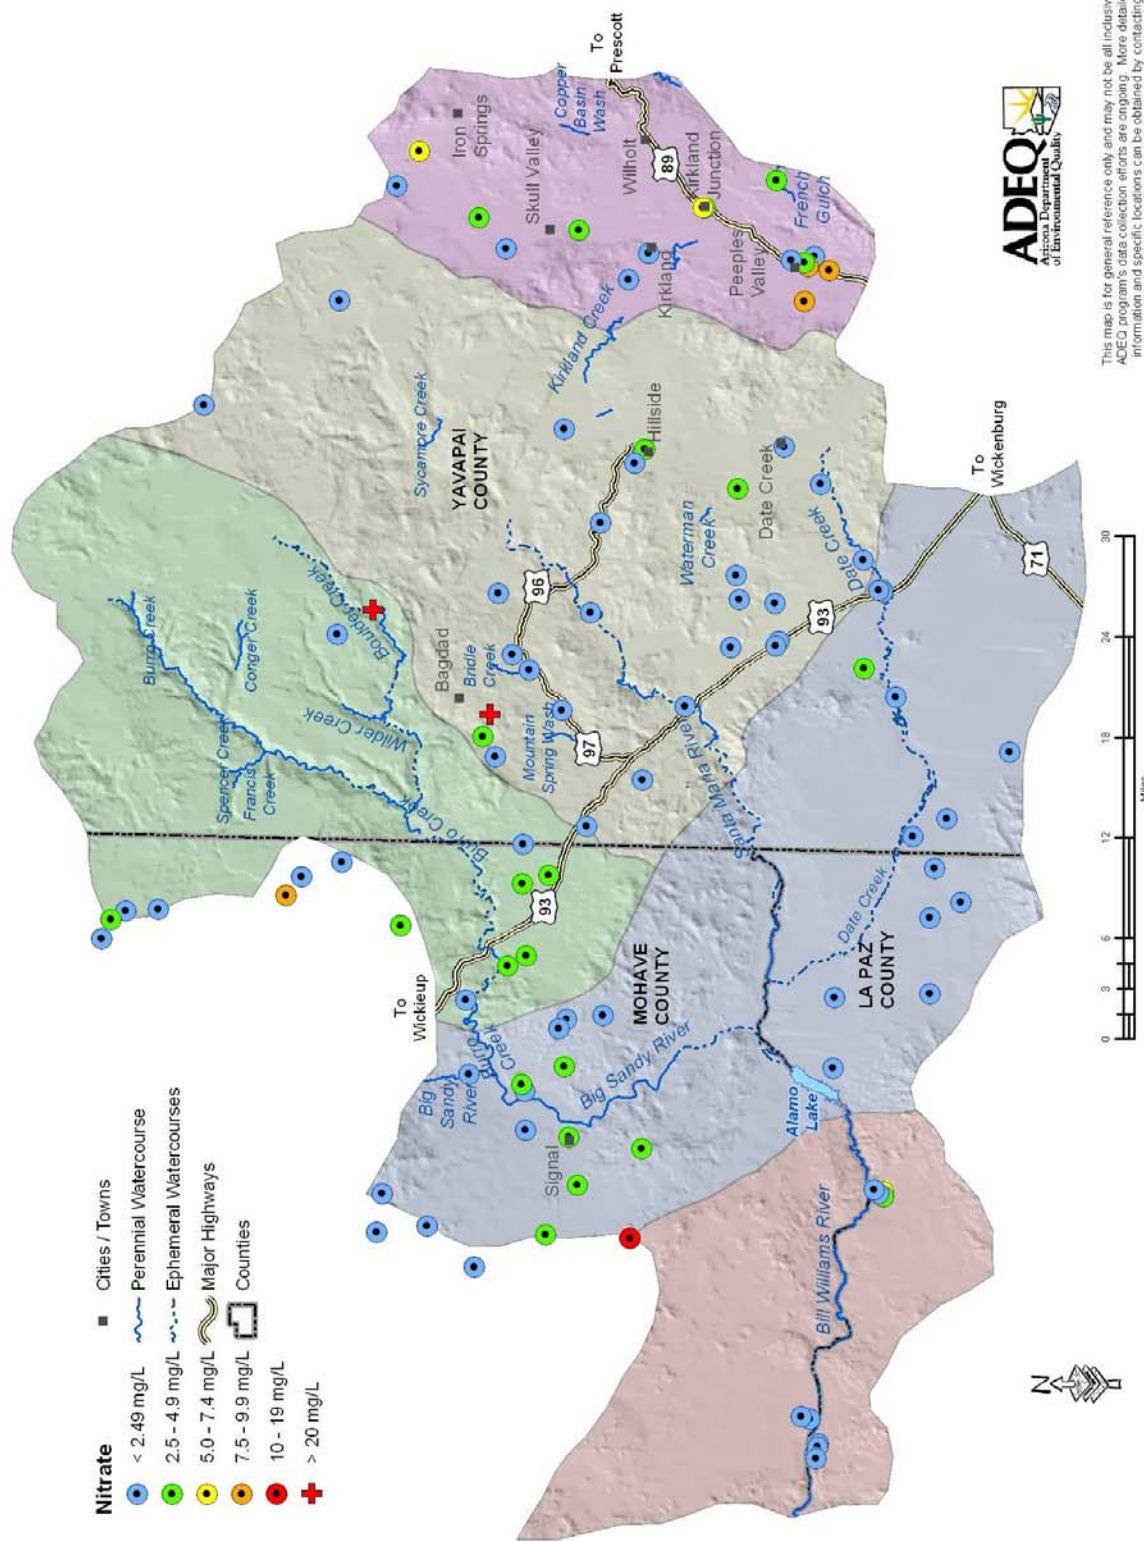 Nitrate
< 2.49 mg/L
2.5 - 4.9 mg/L
5.0 - 7.4 mg/L
7.5 - 9.9 mg/L
10 - 19 mg/L
> 20 mg/L
Cities / Towns
Perennial Watercourse
Ephemeral Watercourses
Major Highways
Counties
To
Wickieup
Burro Creek
Conger Creek
Spencer Creek
Francis
Creek
Boulder Creek
Wilder Creek
Burro Creek
93
Bagdad
Bridle
Creek
Mountain
Spring Wash
97
96
YAVAPAI
COUNTY
Sycamore Creek
Kirkland Creek
Hillside
Waterman
Creek
Date Creek
Date Creek
93
Santa Maria River
Iron
Springs
Skull Valley
Copper
Basin
Wash
To
Prescott
Wilhoit
89
Kirkland
Junction
Kirkland
Peeples
Valley
French
Gulch
To
Wickenburg
71
Big
Sandy
River
Burro
Creek
Signal
Big Sandy River
MOHAVE
COUNTY
Alamo
Lake
LA PAZ
COUNTY
Date Creek
Bill Williams River
N
0 3 6 12 18 24 30
Miles
ADEQ
Arizona Department
of Environmental Quality
This map is for general reference only and may not be all inclusiv
ADEQ program's data collection efforts are ongoing. More detaile
information and specific locations can be obtained by contacting